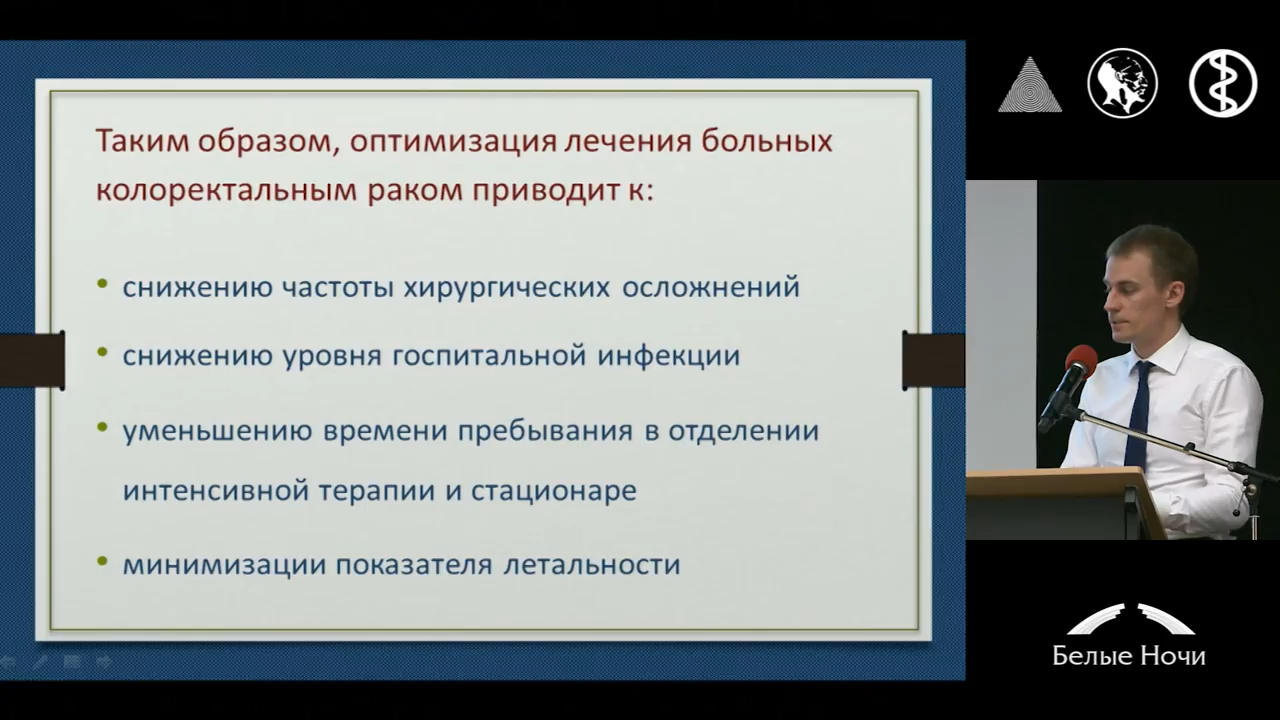 Таким образом, оптимизация лечения больных
колоректальным раком приводит к:
• снижению частоты хирургических осложнений
• снижению уровня госпитальной инфекции
• уменьшению времени пребывания в отделении
интенсивной терапии и стационаре
• минимизации показателя летальности
Белые Ночи